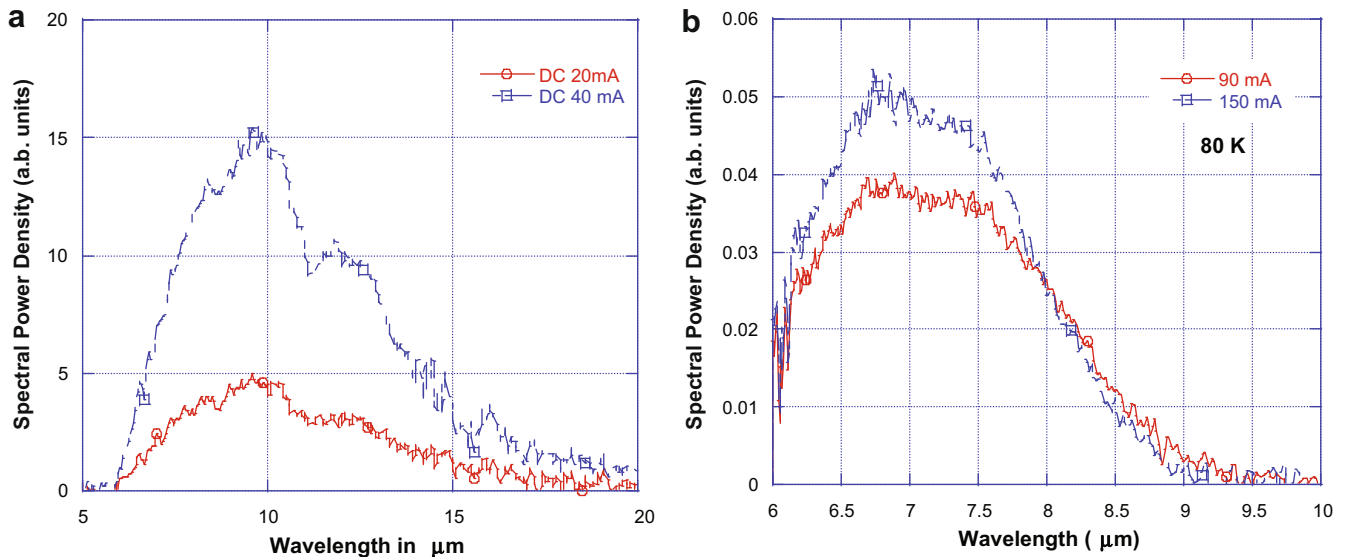 a
20
15
10
5
0
Spectral Power Density (a.b. units)
DC 20mA
DC 40 mA
5
10
15
20
Wavelength in μm
b
0.06
0.05
0.04
0.03
0.02
0.01
0
Spectral Power Density (a.b. units)
90 mA
150 mA
80 K
6
6.5
7
7.5
8
8.5
9
9.5
10
Wavelength ( μm)